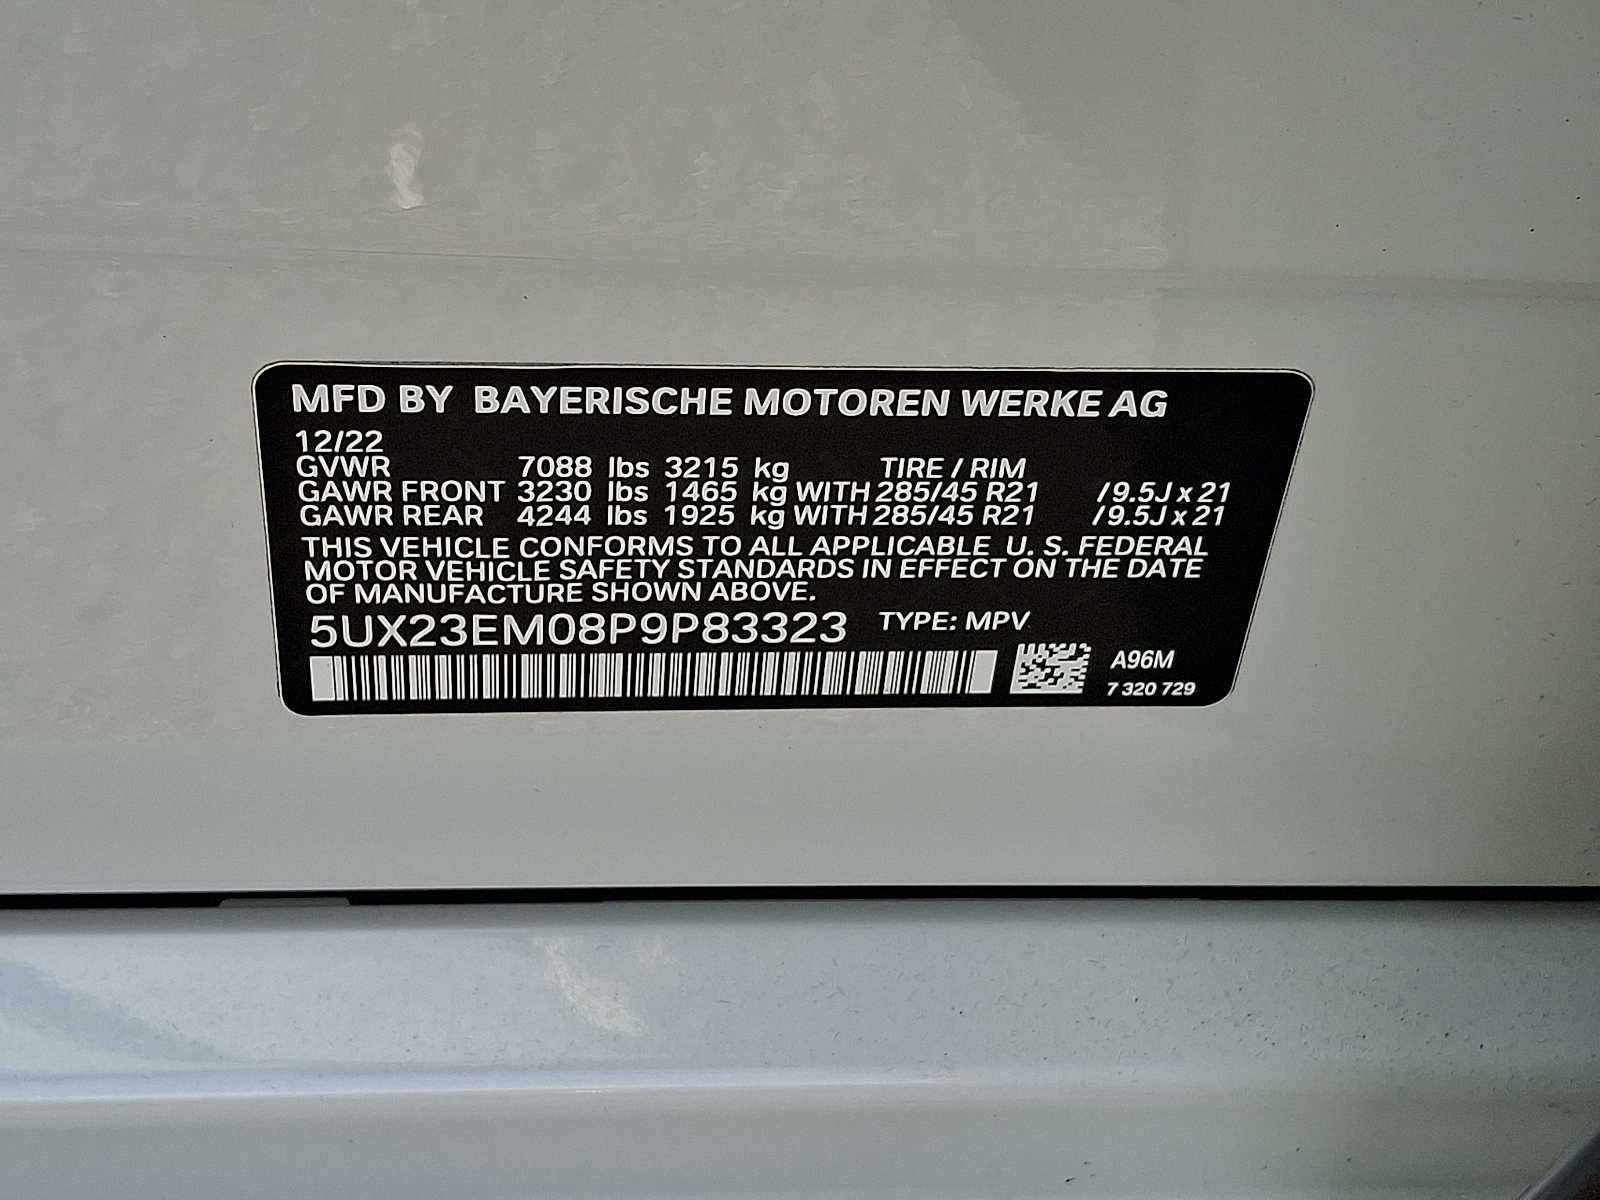 MFD BY BAYERISCHE MOTOREN WERKE AG
12/22
GVWR 7088 lbs 3215 kg TIRE / RIM
GAWR FRONT 3230 lbs 1465 kg WITH 285/45 R21 / 9.5J x 21
GAWR REAR 4244 lbs 1925 kg WITH 285/45 R21 / 9.5J x 21
THIS VEHICLE CONFORMS TO ALL APPLICABLE U. S. FEDERAL
MOTOR VEHICLE SAFETY STANDARDS IN EFFECT ON THE DATE
OF MANUFACTURE SHOWN ABOVE.
5UX23EM08P9P83323 TYPE: MPV
A96M
7 320 729